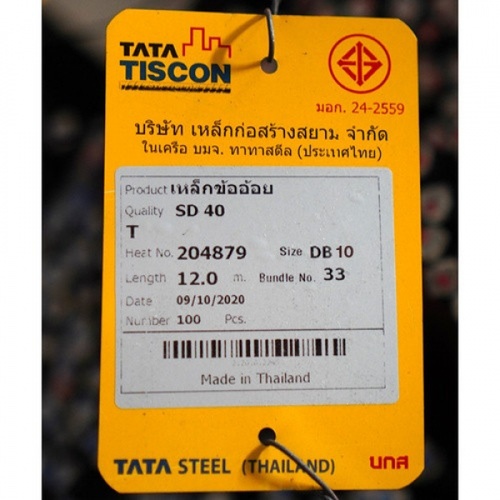 TATA
TISCON
มอก. 24-2559
บริษัท เหล็กก่อสร้างสยาม จำกัด
ในเครือ บมจ. ทาทาสตีล (ประเทศไทย)
Product เหล็กข้ออ้อย
Quality SD 40
T
Heat No. 204879 Size DB 10
Length 12.0 m. Bundle No. 33
Date 09/10/2020
Number 100 Pcs.
Made in Thailand
TATA STEEL (THAILAND) นกส